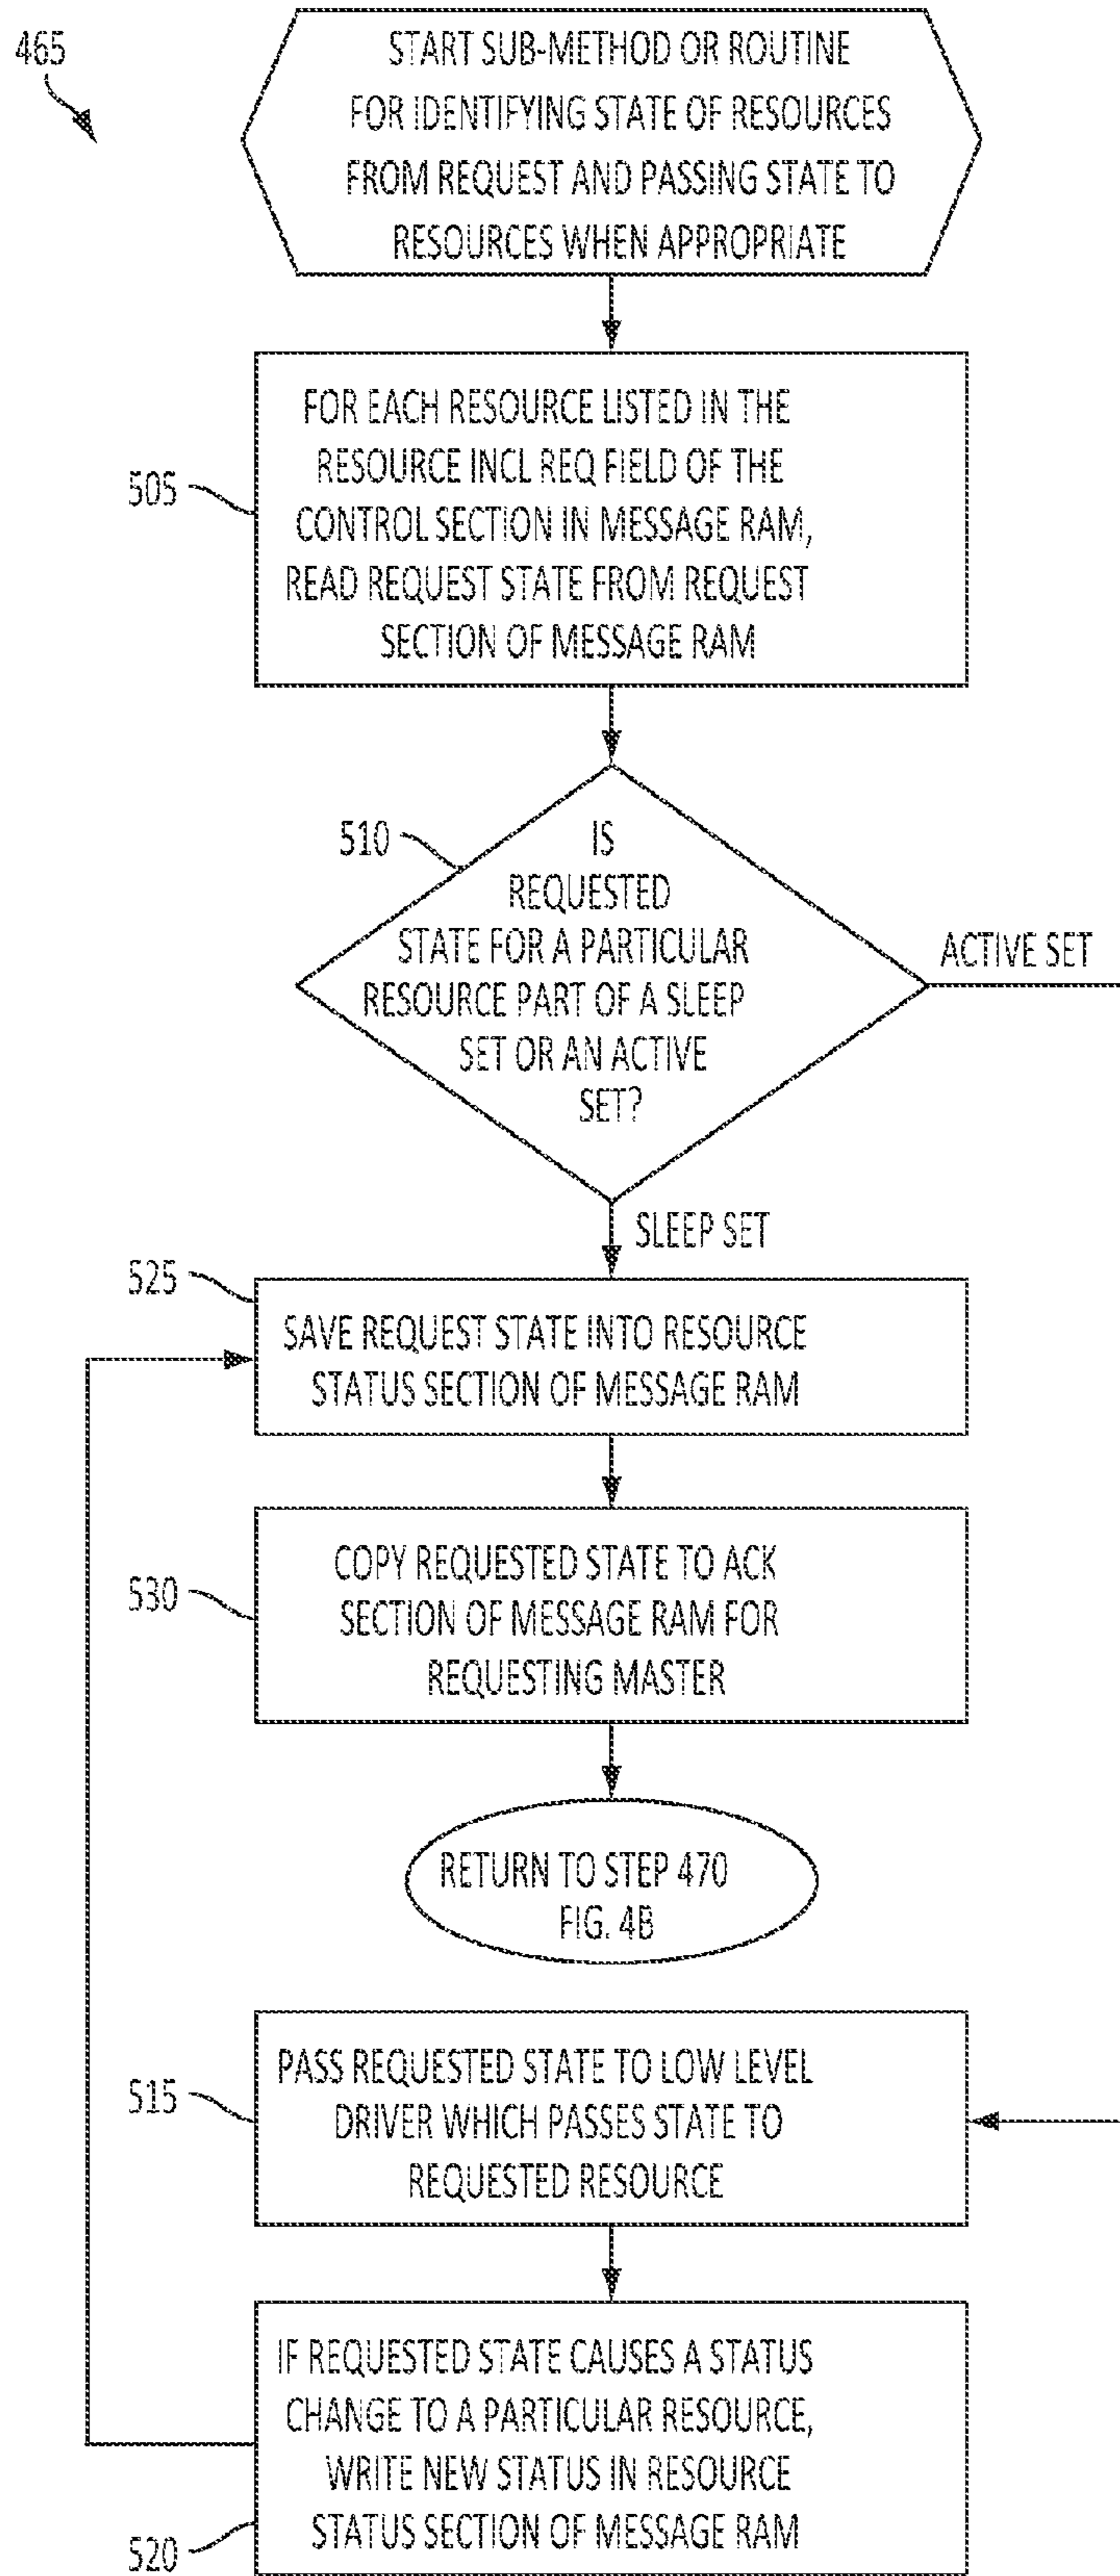 465
START SUB-METHOD OR ROUTINE
FOR IDENTIFYING STATE OF RESOURCES
FROM REQUEST AND PASSING STATE TO
RESOURCES WHEN APPROPRIATE
505
FOR EACH RESOURCE LISTED IN THE
RESOURCE INCL REQ FIELD OF THE
CONTROL SECTION IN MESSAGE RAM,
READ REQUEST STATE FROM REQUEST
SECTION OF MESSAGE RAM
510
IS
REQUESTED
STATE FOR A PARTICULAR
RESOURCE PART OF A SLEEP
SET OR AN ACTIVE
SET?
ACTIVE SET
SLEEP SET
525
SAVE REQUEST STATE INTO RESOURCE
STATUS SECTION OF MESSAGE RAM
530
COPY REQUESTED STATE TO ACK
SECTION OF MESSAGE RAM FOR
REQUESTING MASTER
RETURN TO STEP 470
FIG. 4B
515
PASS REQUESTED STATE TO LOW LEVEL
DRIVER WHICH PASSES STATE TO
REQUESTED RESOURCE
520
IF REQUESTED STATE CAUSES A STATUS
CHANGE TO A PARTICULAR RESOURCE,
WRITE NEW STATUS IN RESOURCE
STATUS SECTION OF MESSAGE RAM